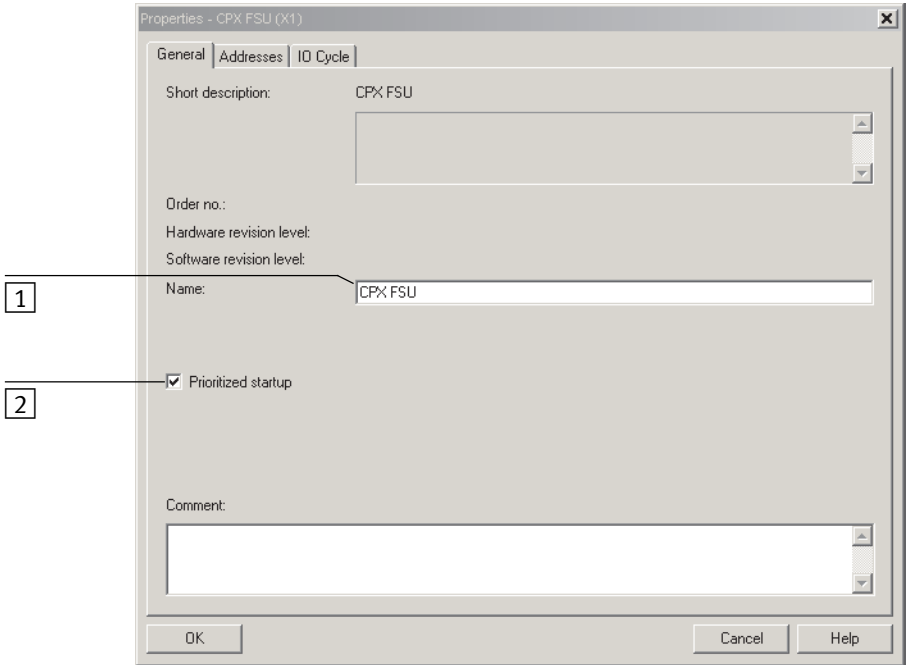 Properties - CPX FSU (X1)
General Addresses IO Cycle
Short description: CPX FSU
Order no.:
Hardware revision level:
Software revision level:
1
Name: CPX FSU
Prioritized startup
2
Comment:
OK Cancel Help